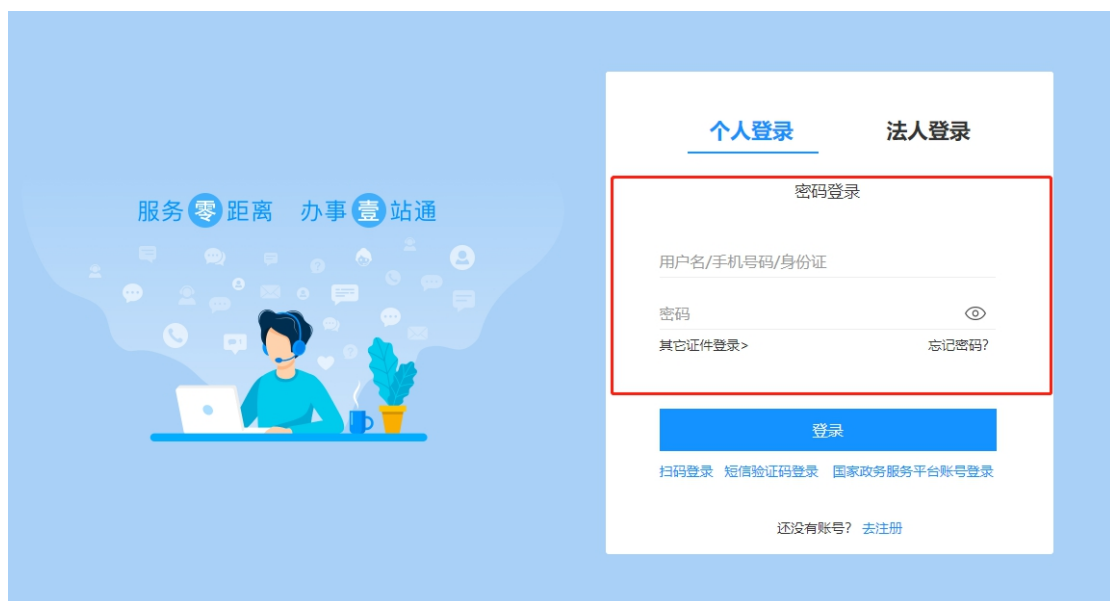 服务零距离 办事壹站通
个人登录 法人登录
密码登录
用户名/手机号码/身份证
密码
其它证件登录> 忘记密码?
登录
扫码登录 短信验证码登录 国家政务服务平台账号登录
还没有账号? 去注册